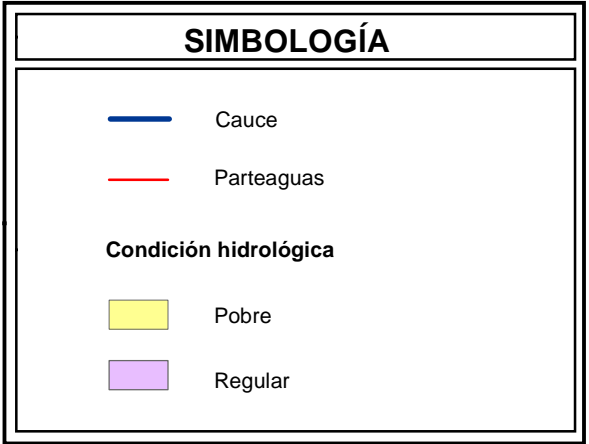 SIMBOLOGÍA
Cauce
Parteaguas
Condición hidrológica
Pobre
Regular